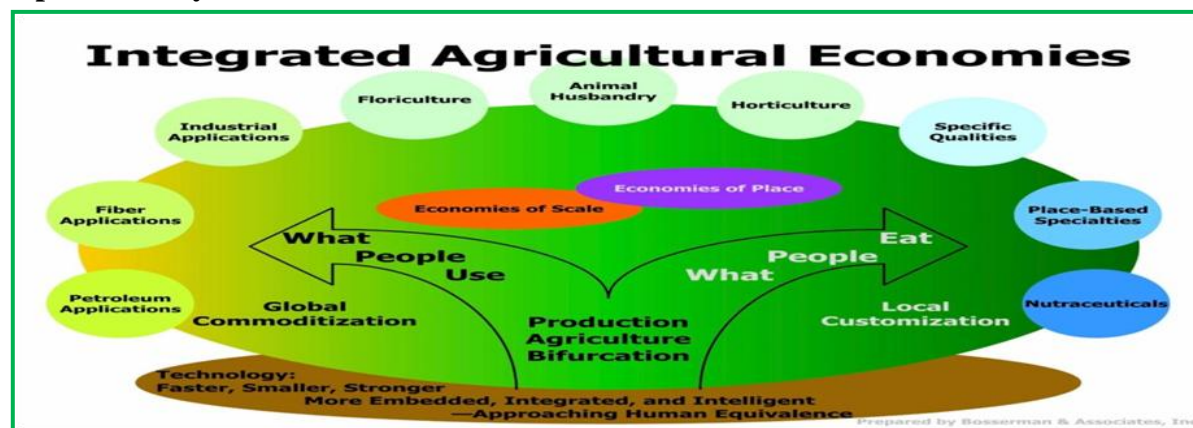 Integrated Agricultural Economies
Animal
Husbandry
Floriculture
Horticulture
Industrial
Applications
Specific
Qualities
Fiber
Applications
Place-Based
Specialties
Petroleum
Applications
Nutraceuticals
Economies of Place
Economies of Scale
What
People
Use
What
People
Eat
Global
Commoditization
Production
Agriculture
Bifurcation
Local
Customization
Technology:
Faster, Smaller, Stronger
More Embedded, Integrated, and Intelligent
—Approaching Human Equivalence
Prepared by Bosserman & Associates, Inc